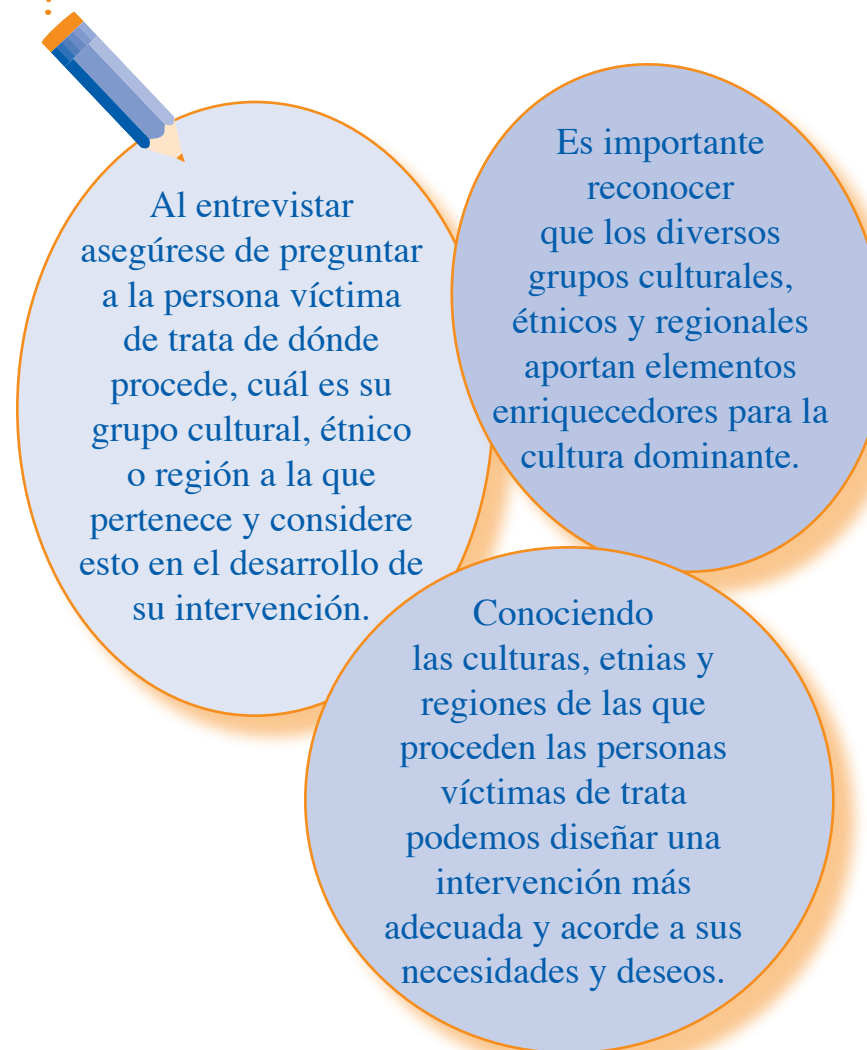 Al entrevistar
asegúrese de preguntar
a la persona víctima
de trata de dónde
procede, cuál es su
grupo cultural, étnico
o región a la que
pertenece y considere
esto en el desarrollo de
su intervención.
Es importante
reconocer
que los diversos
grupos culturales,
étnicos y regionales
aportan elementos
enriquecedores para la
cultura dominante.
Conociendo
las culturas, etnias y
regiones de las que
proceden las personas
víctimas de trata
podemos diseñar una
intervención más
adecuada y acorde a sus
necesidades y deseos.